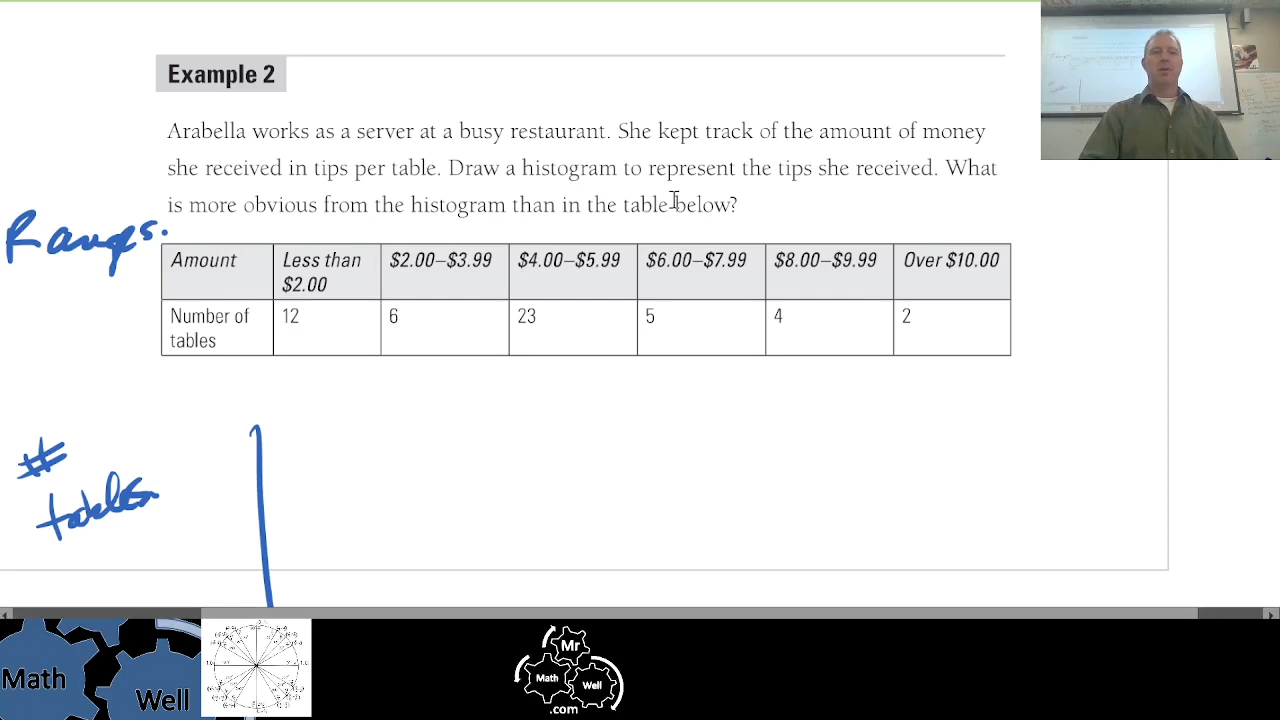 Example 2
Arabella works as a server at a busy restaurant. She kept track of the amount of money
she received in tips per table. Draw a histogram to represent the tips she received. What
is more obvious from the histogram than in the table below?
Ranges.
Amount Less than $2.00 $2.00–$3.99 $4.00–$5.99 $6.00–$7.99 $8.00–$9.99 Over $10.00
Number of tables 12 6 23 5 4 2
#
tables
Math
Well
Mr
Math
Well
.com